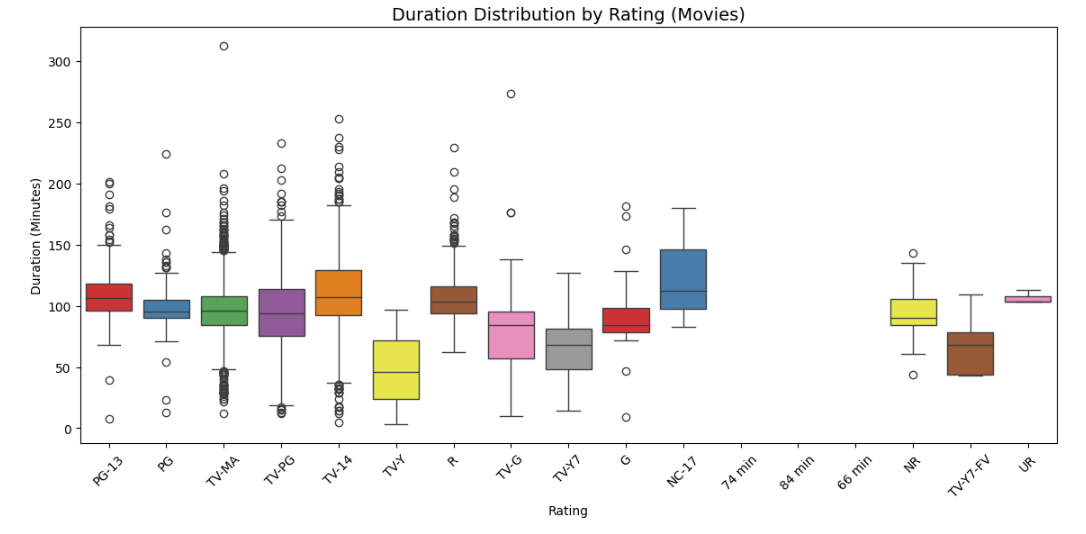 Duration Distribution by Rating (Movies)
Duration (Minutes)
300
250
200
150
100
50
0
PG-13
PG
TV-MA
TV-PG
TV-14
TV-Y
R
TV-G
TV-Y7
G
NC-17
74 min
84 min
66 min
NR
TV-Y7-FV
UR
Rating